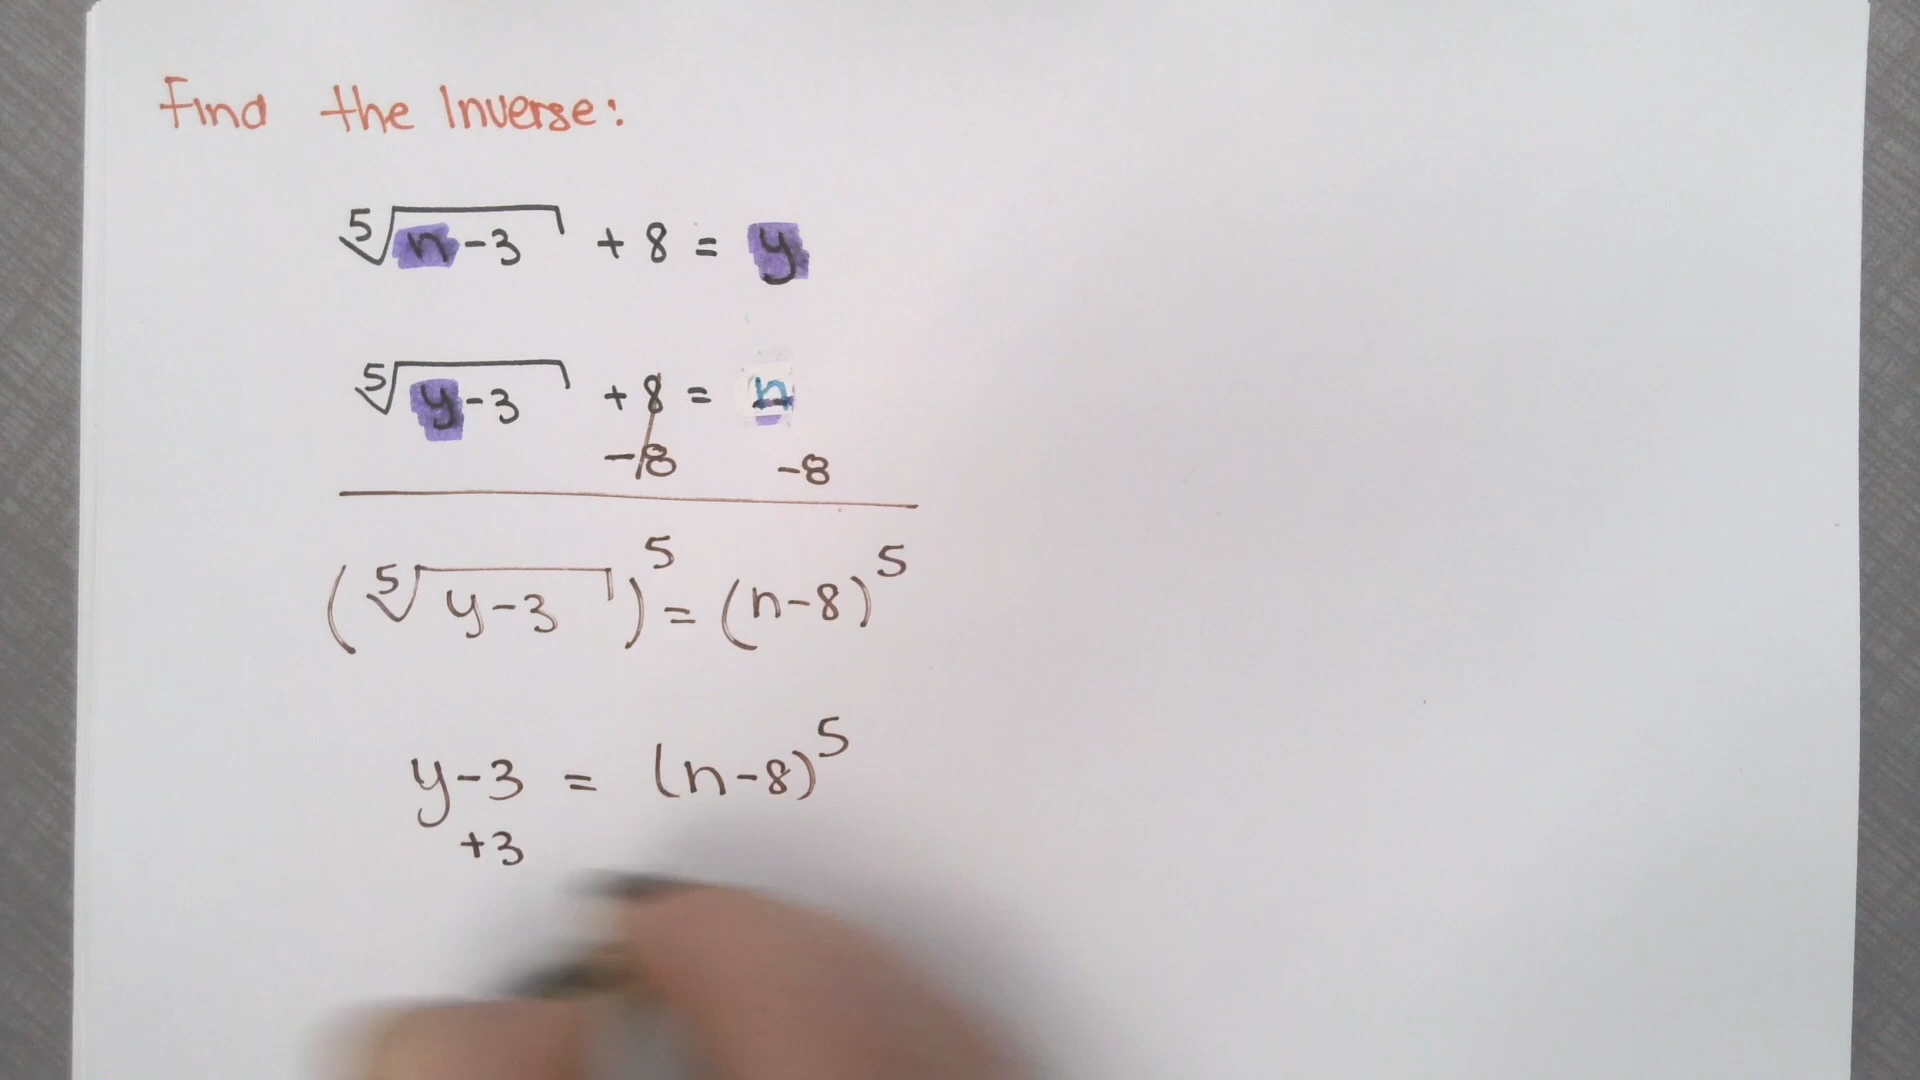 Find the Inverse:
⁵√(n-3) + 8 = y
⁵√(y-3) + 8 = n
-8 -8
(⁵√(y-3))⁵ = (n-8)⁵
y-3 = (n-8)⁵
+3